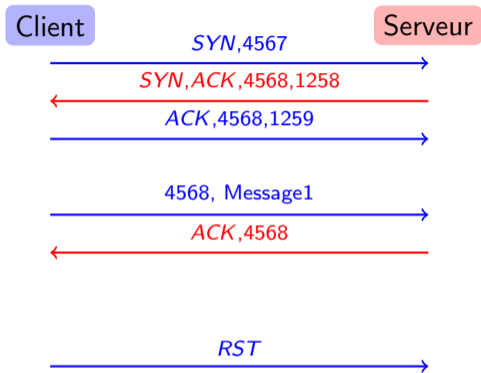 Client
Serveur
SYN,4567
SYN,ACK,4568,1258
ACK,4568,1259
4568, Message1
ACK,4568
RST